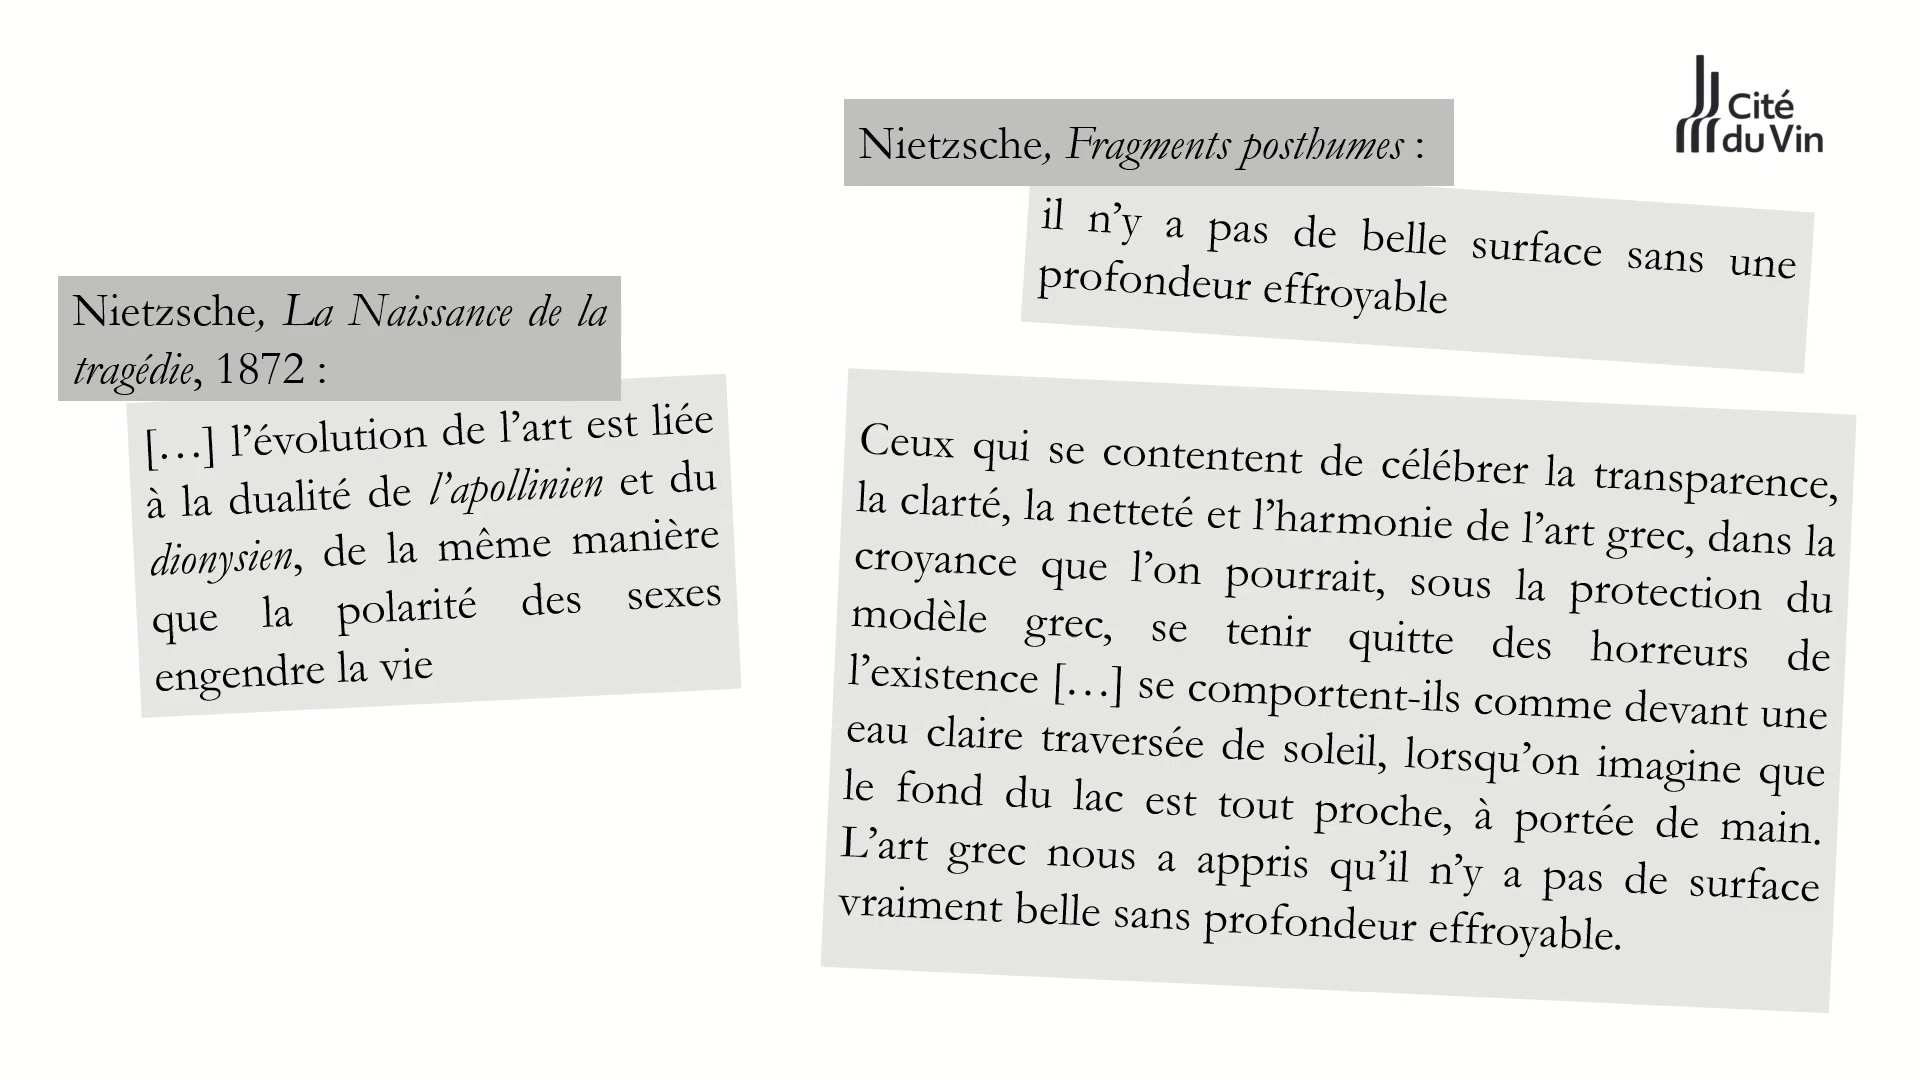 Cité
du Vin
Nietzsche, La Naissance de la
tragédie, 1872 :
[…] l’évolution de l’art est liée
à la dualité de l’apollinien et du
dionysien, de la même manière
que la polarité des sexes
engendre la vie
Nietzsche, Fragments posthumes :
il n’y a pas de belle surface sans une
profondeur effroyable
Ceux qui se contentent de célébrer la transparence,
la clarté, la netteté et l’harmonie de l’art grec, dans la
croyance que l’on pourrait, sous la protection du
modèle grec, se tenir quitte des horreurs de
l’existence […] se comportent-ils comme devant une
eau claire traversée de soleil, lorsqu’on imagine que
le fond du lac est tout proche, à portée de main.
L’art grec nous a appris qu’il n’y a pas de surface
vraiment belle sans profondeur effroyable.